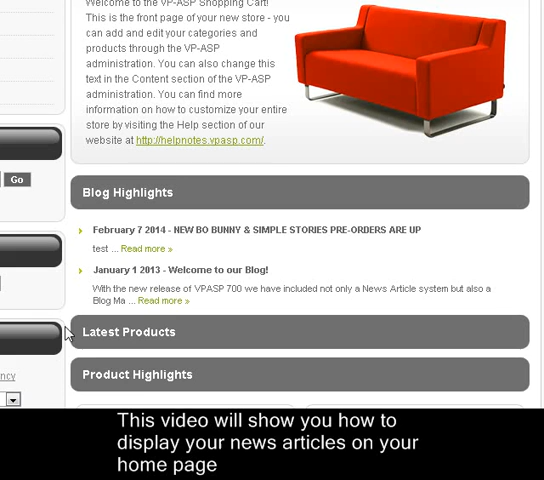 Welcome to the VP-ASP Shopping Cart!
This is the front page of your new store - you
can add and edit your categories and
products through the VP-ASP
administration. You can also change this
text in the Content section of the VP-ASP
administration. You can find more
information on how to customize your entire
store by visiting the Help section of our
website at http://helpnotes.vpasp.com/.
Go
Blog Highlights
February 7 2014 - NEW BO BUNNY & SIMPLE STORIES PRE-ORDERS ARE UP
test ... Read more »
January 1 2013 - Welcome to our Blog!
With the new release of VPASP 700 we have included not only a News Article system but also a
Blog Ma ... Read more »
Latest Products
ncy
Product Highlights
This video will show you how to
display your news articles on your
home page